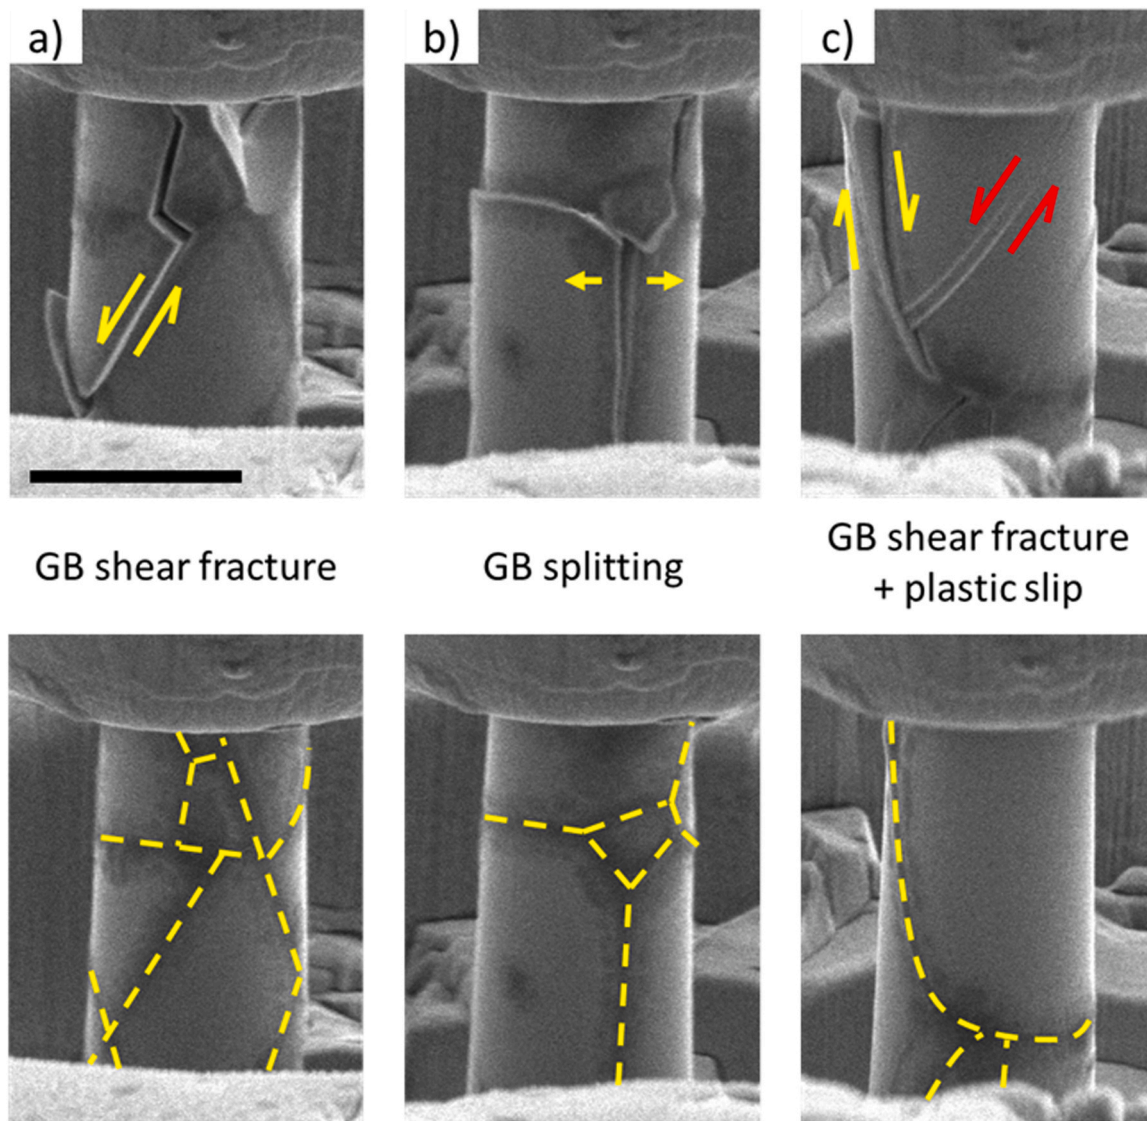 a)
b)
c)
GB shear fracture
GB splitting
GB shear fracture
+ plastic slip